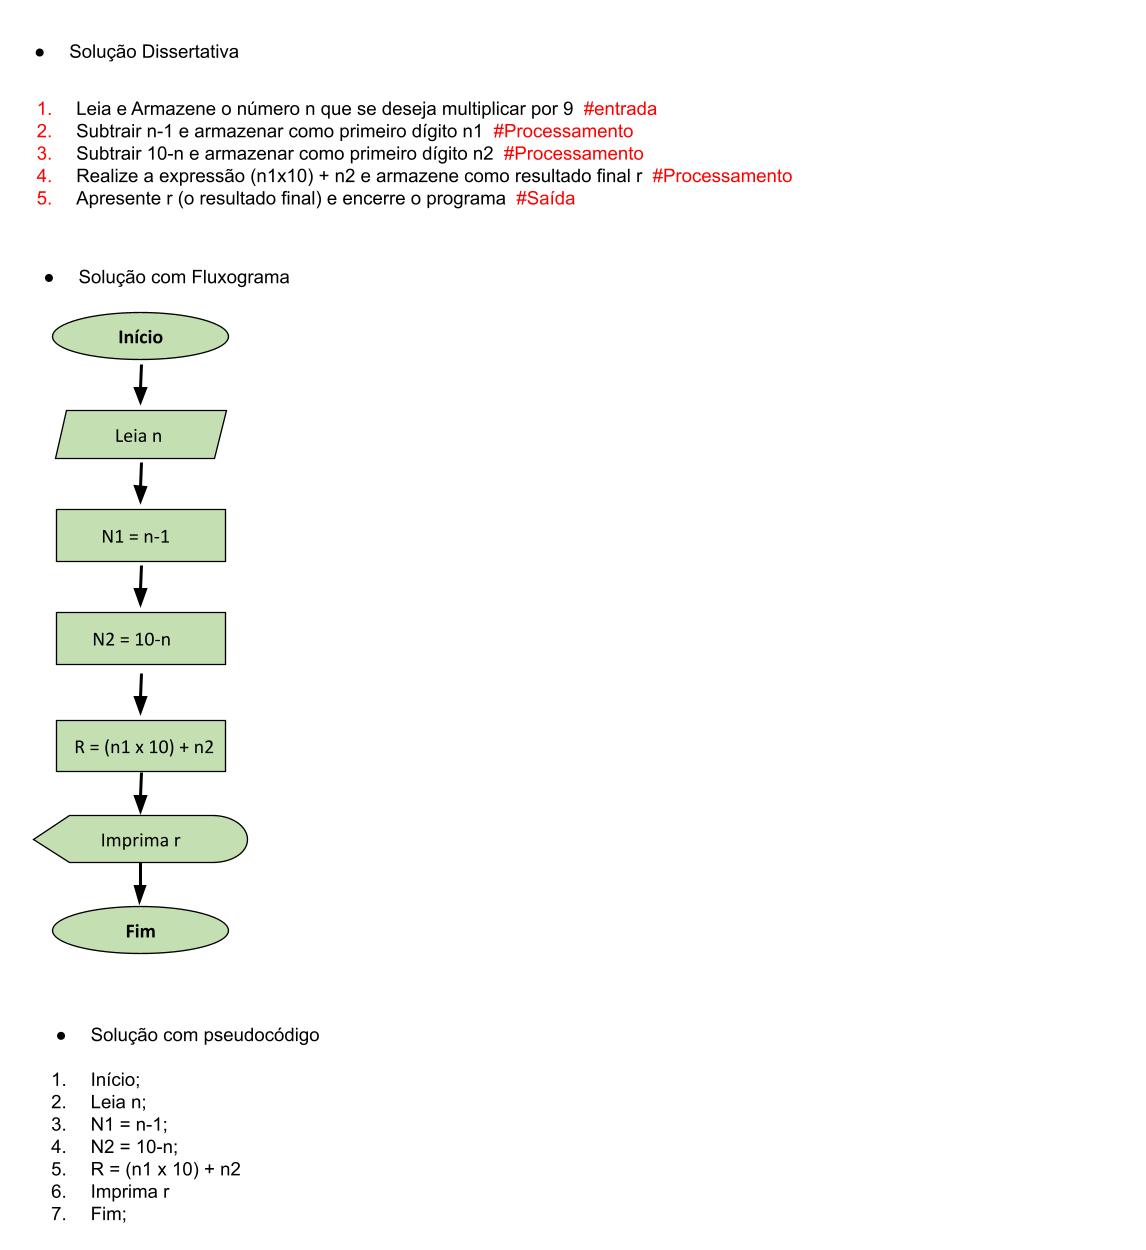 ● Solução Dissertativa
1. Leia e Armazene o número n que se deseja multiplicar por 9 #entrada
2. Subtrair n-1 e armazenar como primeiro dígito n1 #Processamento
3. Subtrair 10-n e armazenar como primeiro dígito n2 #Processamento
4. Realize a expressão (n1x10) + n2 e armazene como resultado final r #Processamento
5. Apresente r (o resultado final) e encerre o programa #Saída
● Solução com Fluxograma
Início
Leia n
N1 = n-1
N2 = 10-n
R = (n1 x 10) + n2
Imprima r
Fim
● Solução com pseudocódigo
1. Início;
2. Leia n;
3. N1 = n-1;
4. N2 = 10-n;
5. R = (n1 x 10) + n2
6. Imprima r
7. Fim;